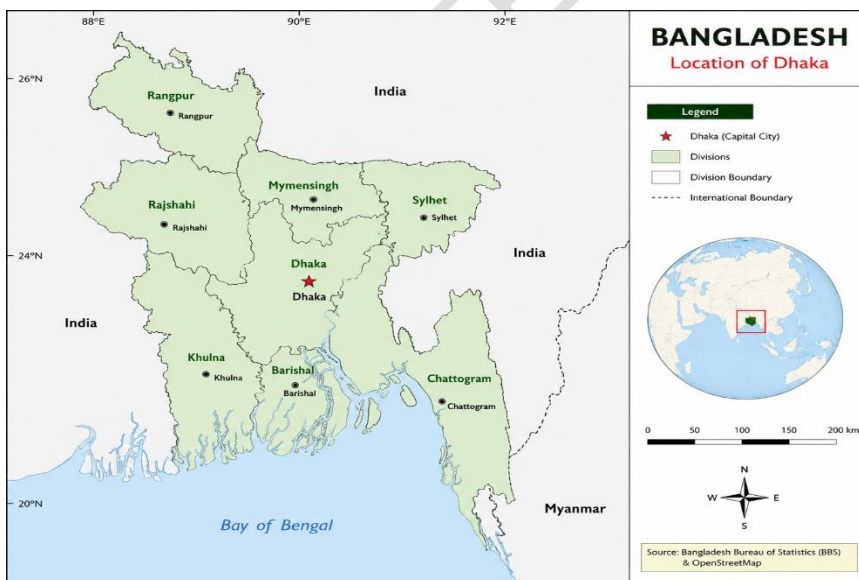 88°E
90°E
92°E
26°N
24°N
20°N
India
Rangpur
Rangpur
Mymensingh
Mymensingh
Sylhet
Sylhet
Rajshahi
Rajshahi
India
Dhaka
Dhaka
India
Khulna
Khulna
Barishal
Barishal
Chattogram
Chattogram
Myanmar
Bay of Bengal
BANGLADESH
Location of Dhaka
Legend
Dhaka (Capital City)
Divisions
Division Boundary
International Boundary
0 50 100 150 200 km
N
W E
S
Source: Bangladesh Bureau of Statistics (BBS)
& OpenStreetMap